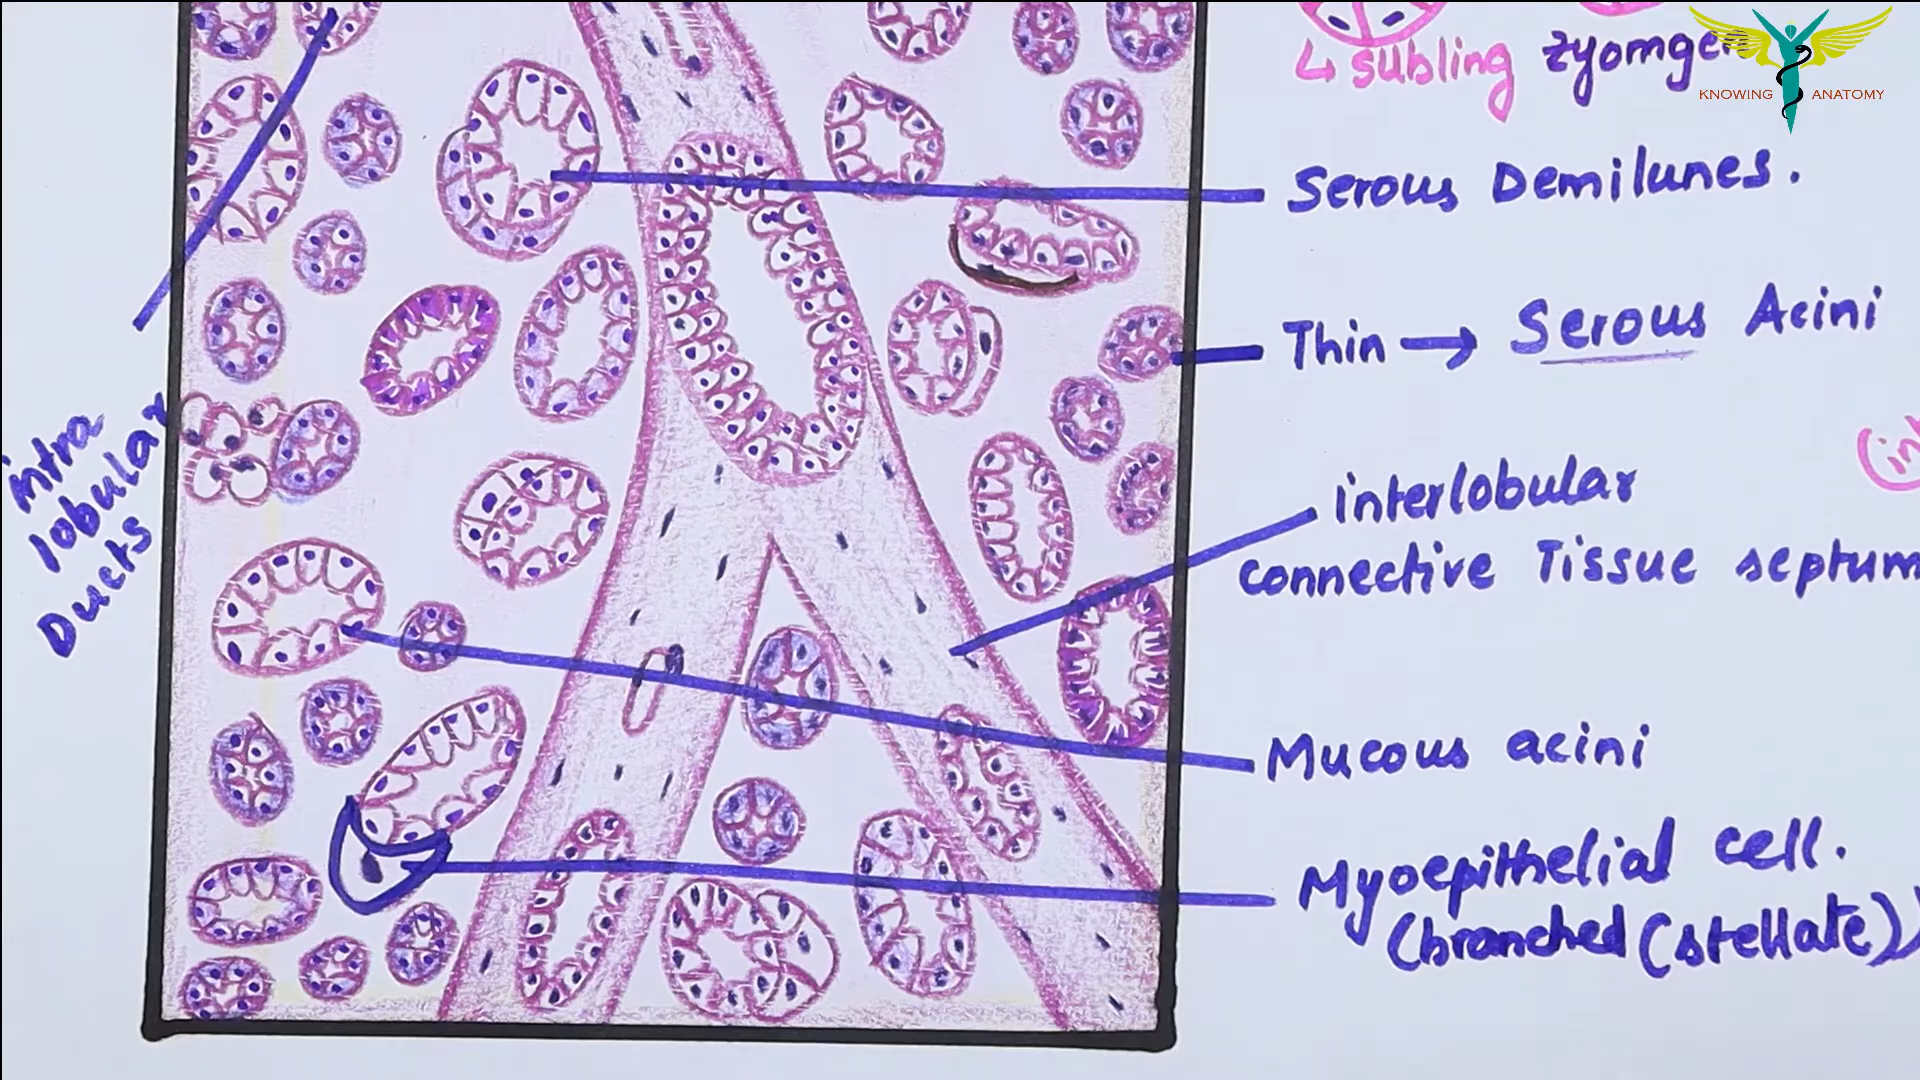 ↳ subling zyomgen
KNOWING ANATOMY
Serous Demilunes.
Thin → Serous Acini
interlobular
connective Tissue septum
Mucous acini
Myoepithelial cell.
(branched (stellate))
intra
lobular
Ducts